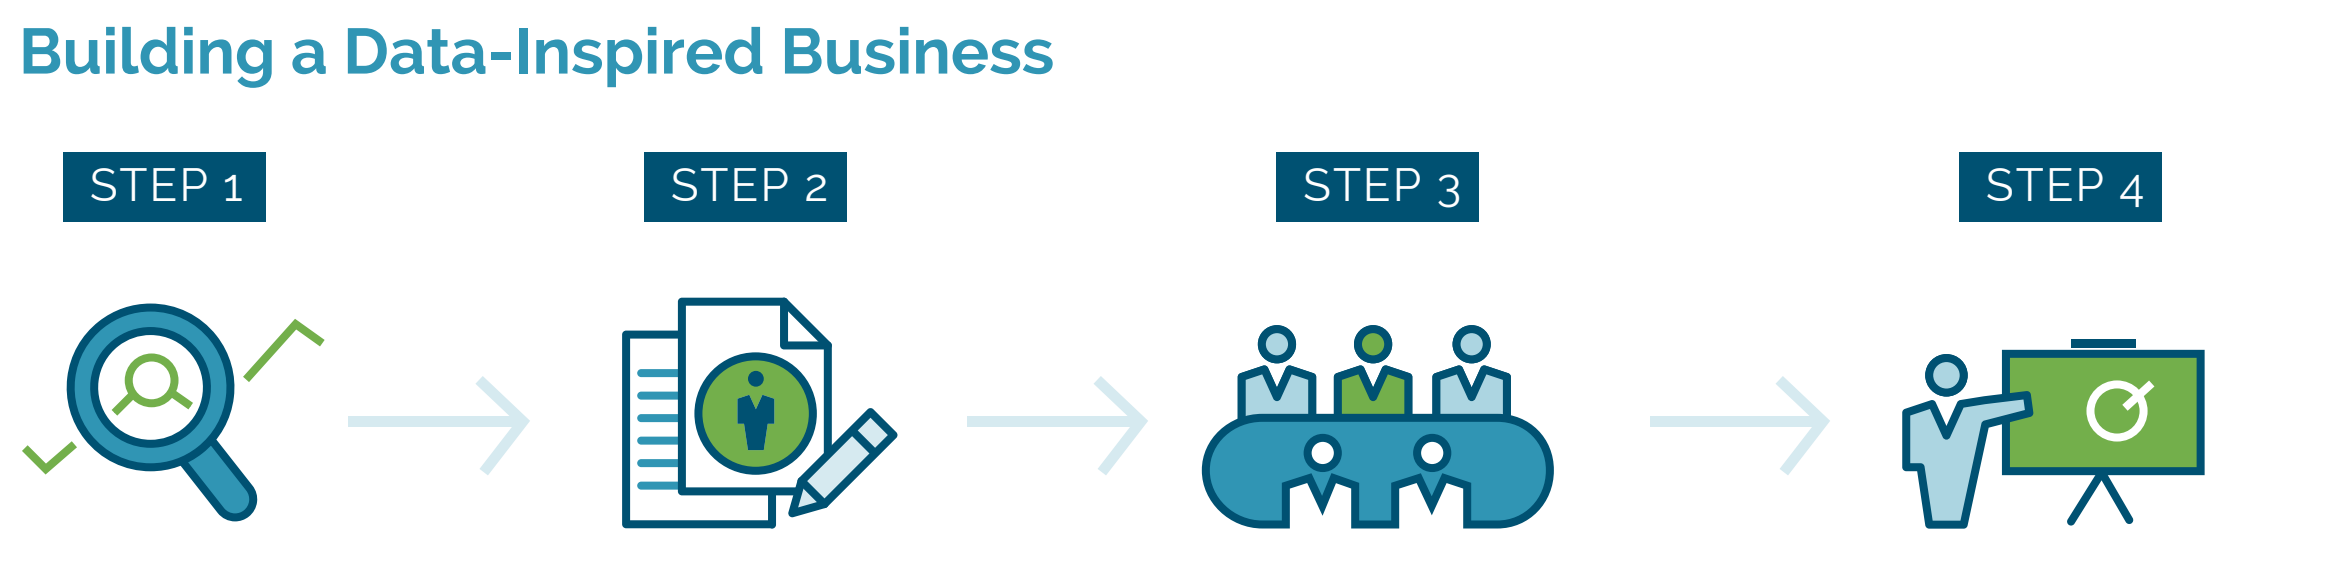 Building a Data-Inspired Business
STEP 1
STEP 2
STEP 3
STEP 4